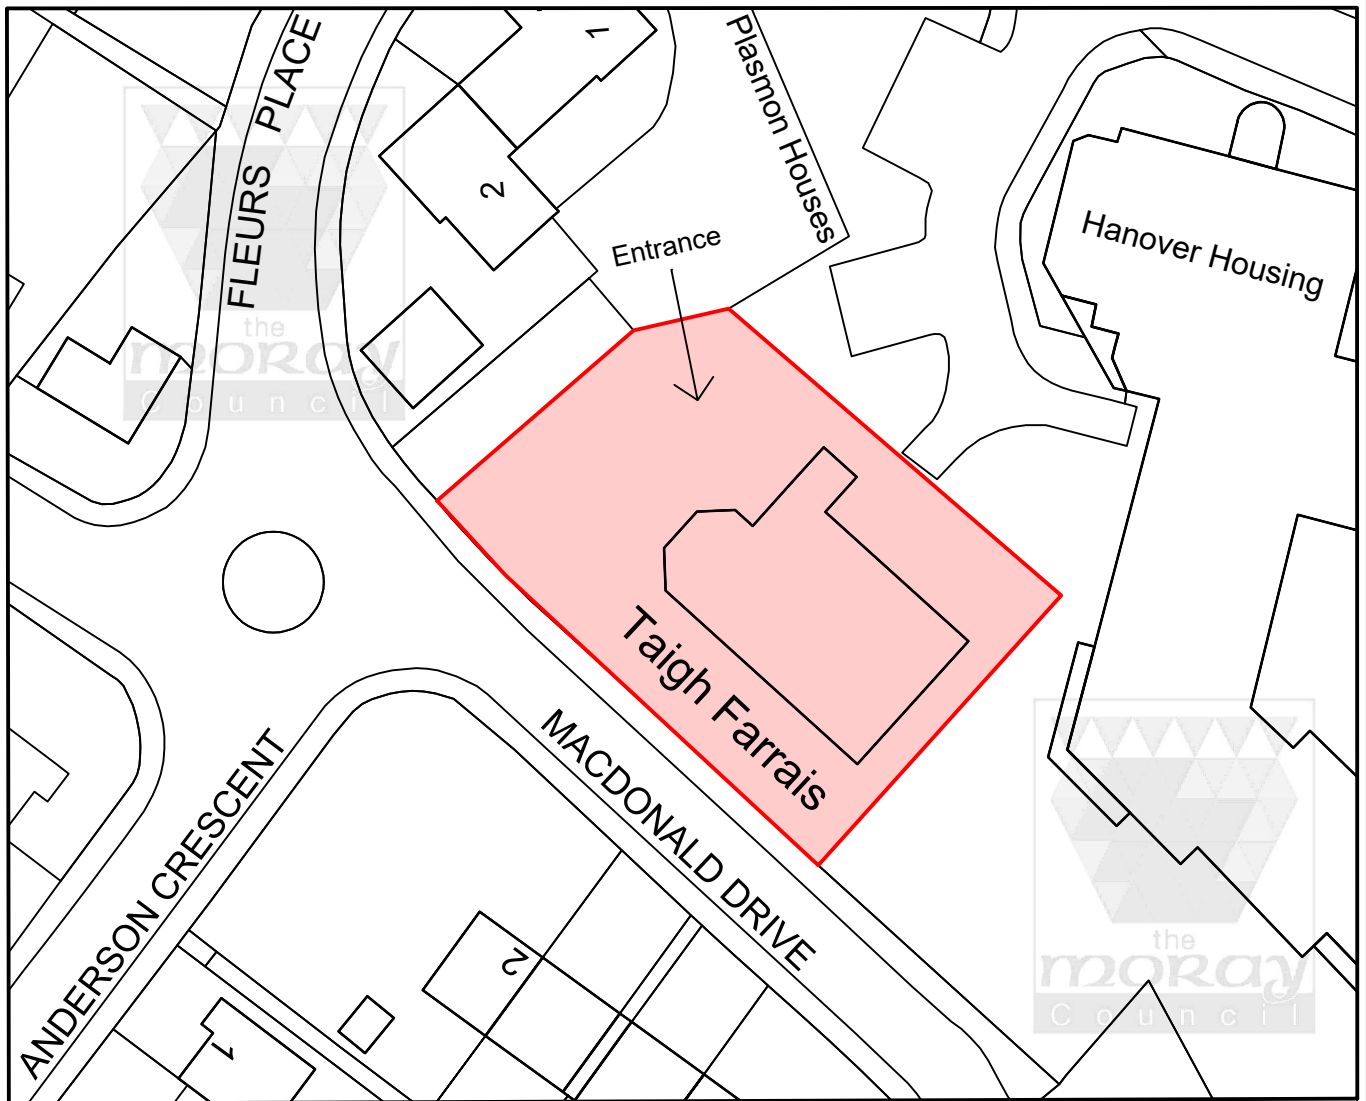 FLEURS PLACE
1
Plasmon Houses
2
Entrance
Hanover Housing
the
moray
Council
Taigh Farrais
MACDONALD DRIVE
ANDERSON CRESCENT
2
1
the
moray
Council